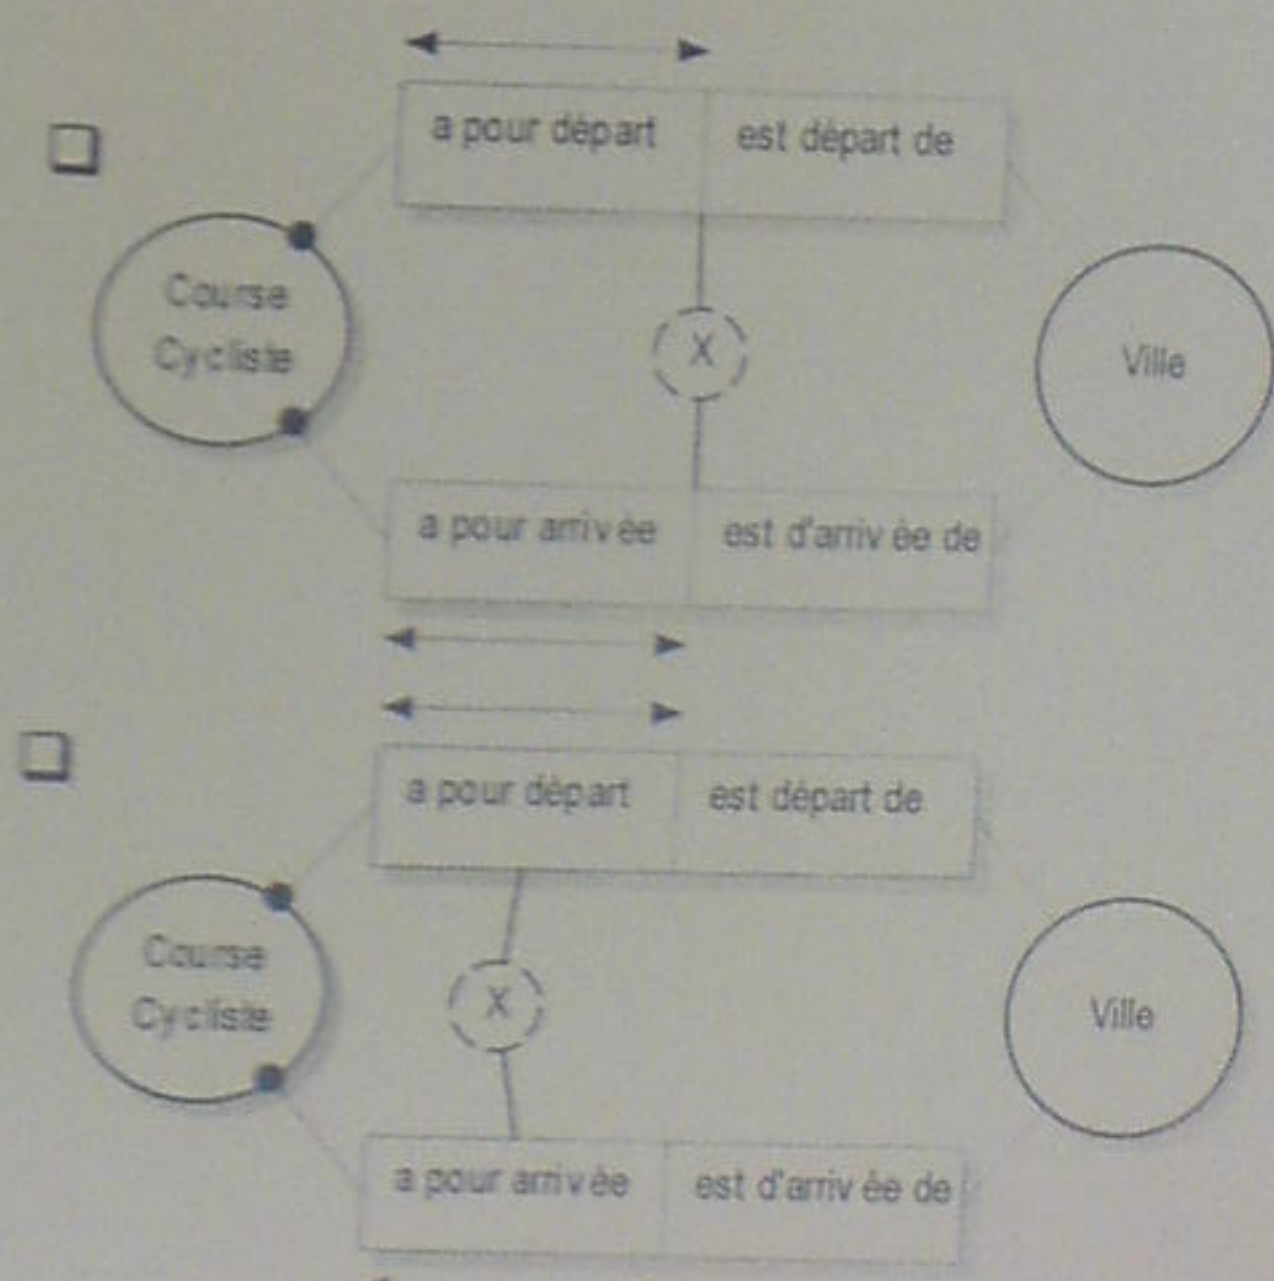 a pour départ
est départ de
Course
Cycliste
X
Ville
a pour arrivée
est d'arrivée de
a pour départ
est départ de
Course
Cycliste
X
Ville
a pour arrivée
est d'arrivée de